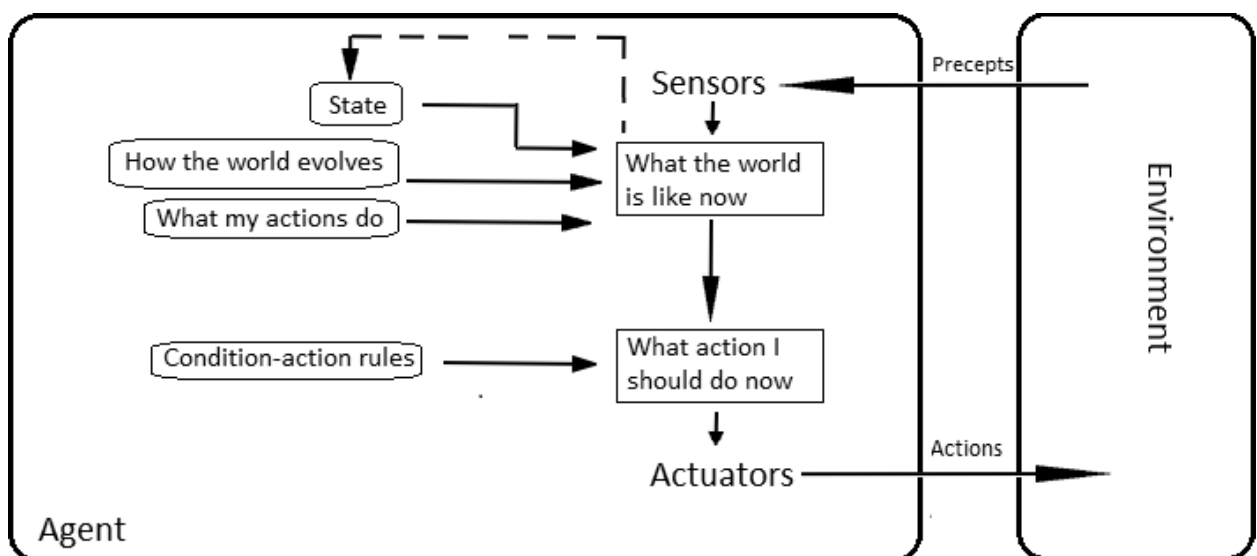 Precepts
Sensors
State
How the world evolves
What the world
is like now
What my actions do
Environment
Condition-action rules
What action I
should do now
Actions
Actuators
Agent